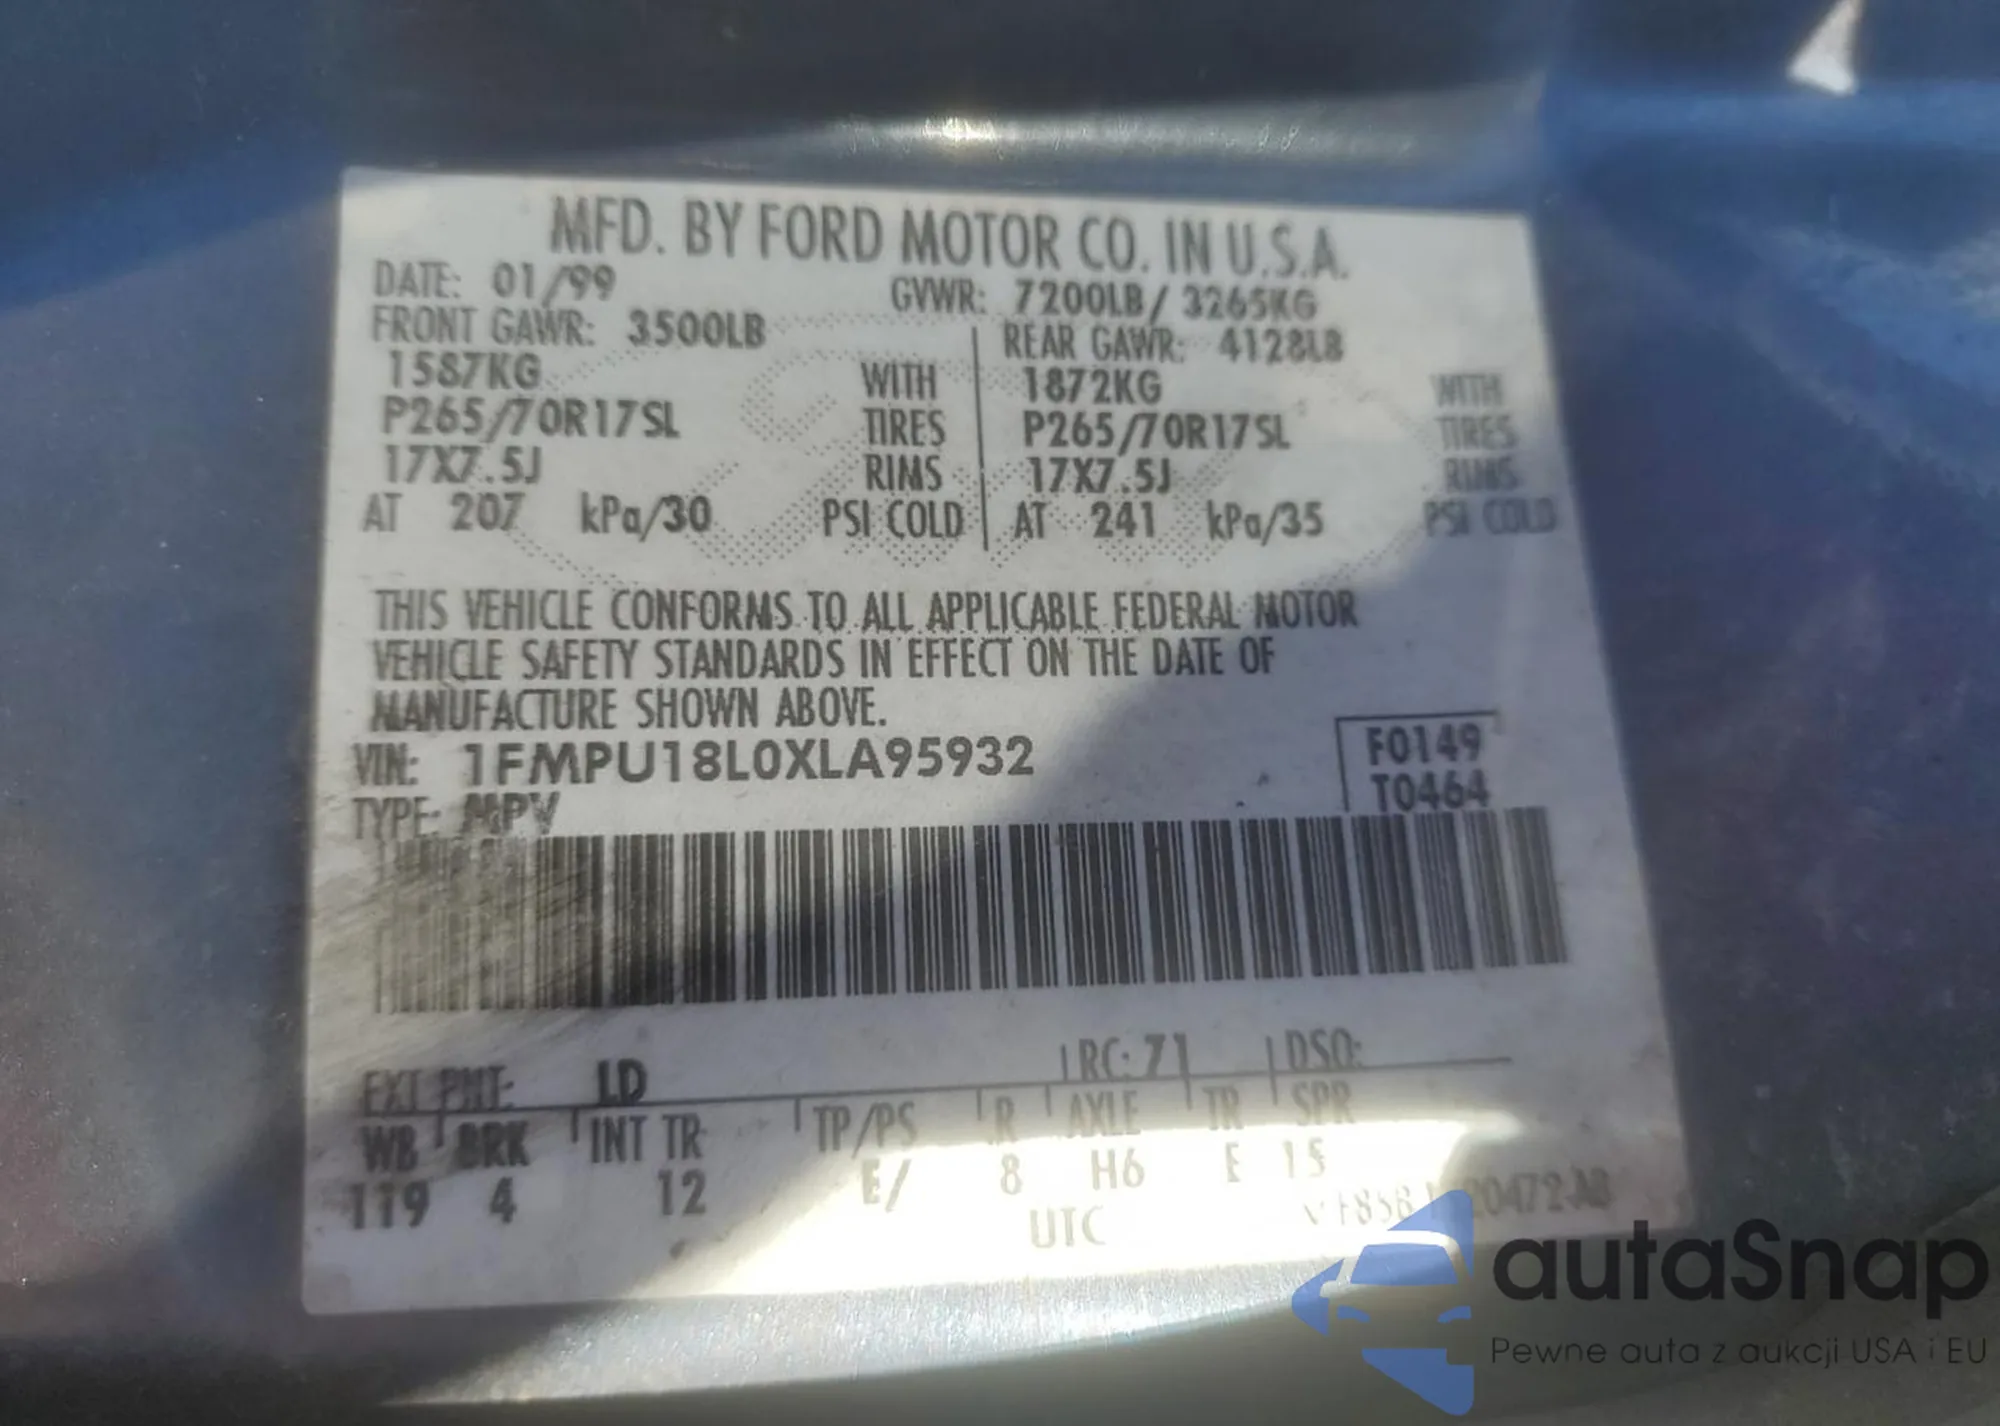 MFD. BY FORD MOTOR CO. IN U.S.A.
DATE: 01/99 GVWR: 7200LB/ 3265KG
FRONT GAWR: 3500LB REAR GAWR: 4128LB
1587KG WITH 1872KG WITH
P265/70R17SL TIRES P265/70R17SL TIRES
17X7.5J RIMS 17X7.5J RIMS
AT 207 kPa/30 PSI COLD AT 241 kPa/35 PSI COLD
THIS VEHICLE CONFORMS TO ALL APPLICABLE FEDERAL MOTOR
VEHICLE SAFETY STANDARDS IN EFFECT ON THE DATE OF
MANUFACTURE SHOWN ABOVE.
VIN: 1FMPU18L0XLA95932 F0149
TYPE: MPV T0464
EXT PNT: LD RC: 71 DSO:
WB BRK INT TR TP/PS R AXLE TR SPR
119 4 12 E/ 8 H6 E 15
UTC
autaSnap
Pewne auta z aukcji USA i EU